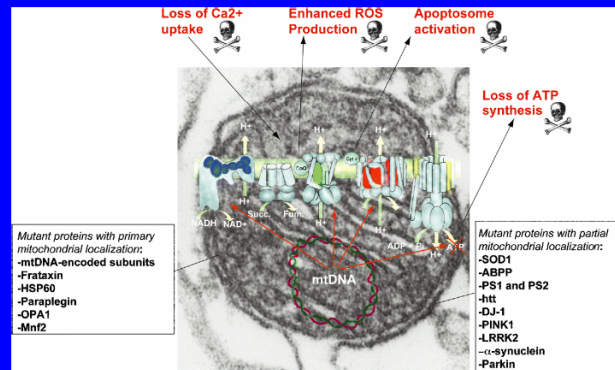 Loss of Ca2+
uptake
Enhanced ROS
Production
Apoptosome
activation
Loss of ATP
synthesis
H+
H+
H+
H+
CoQ
Cyt c
H+
NADH
NAD+
Succ.
Fum.
H+
H+
ADP + Pi
H+
ATP
mtDNA
Mutant proteins with primary
mitochondrial localization:
-mtDNA-encoded subunits
-Frataxin
-HSP60
-Paraplegin
-OPA1
-Mnf2
Mutant proteins with partial
mitochondrial localization:
-SOD1
-ABPP
-PS1 and PS2
-htt
-DJ-1
-PINK1
-LRRK2
-α-synuclein
-Parkin